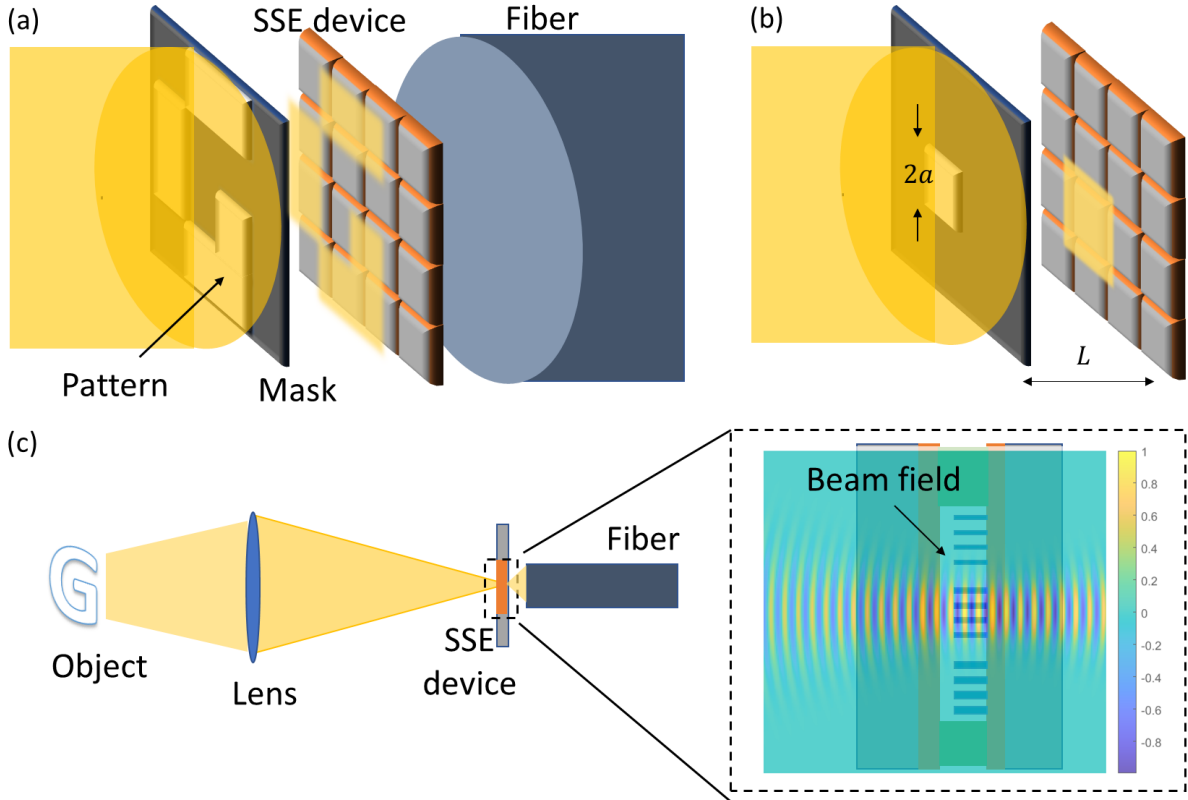 (a)
SSE device
Fiber
Pattern
Mask
(b)
2a
L
(c)
G
Object
Lens
SSE
device
Fiber
Beam field
1
0.8
0.6
0.4
0.2
0
-0.2
-0.4
-0.6
-0.8